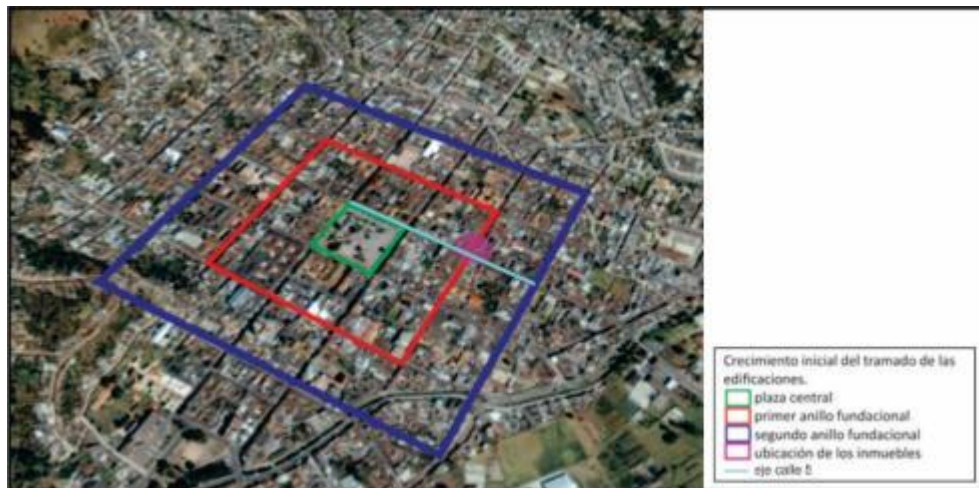 Crecimiento inicial del tramado de las
edificaciones.
plaza central
primer anillo fundacional
segundo anillo fundacional
ubicación de los inmuebles
eje calle 5